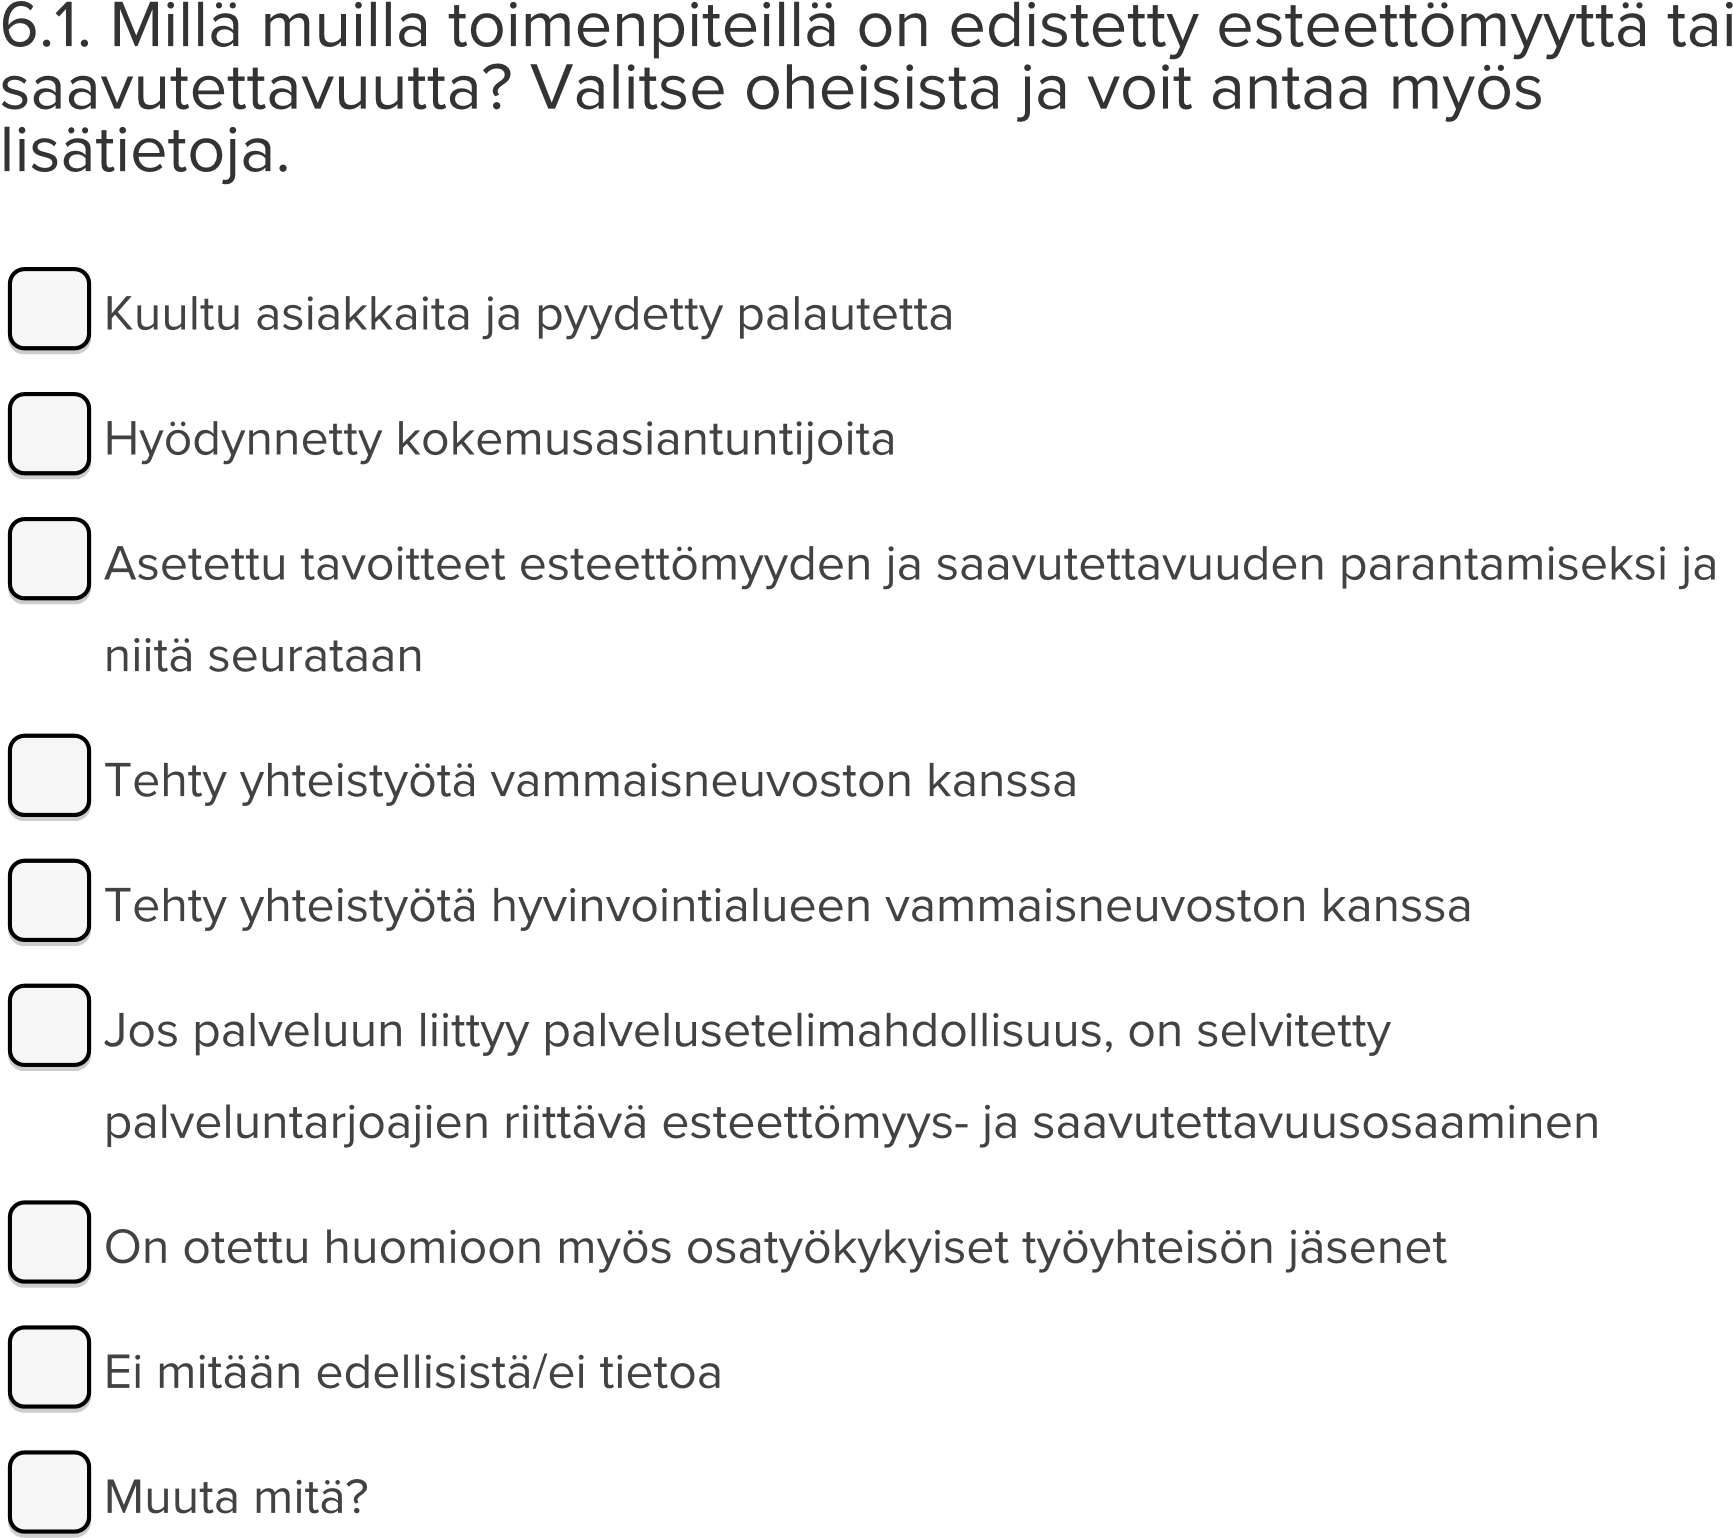 6.1. Millä muilla toimenpiteillä on edistetty esteettömyyttä tai
saavutettavuutta? Valitse oheisista ja voit antaa myös
lisätietoja.
Kuultu asiakkaita ja pyydetty palautetta
Hyödynnetty kokemusasiantuntijoita
Asetettu tavoitteet esteettömyyden ja saavutettavuuden parantamiseksi ja
niitä seurataan
Tehty yhteistyötä vammaisneuvoston kanssa
Tehty yhteistyötä hyvinvointialueen vammaisneuvoston kanssa
Jos palveluun liittyy palvelusetelimahdollisuus, on selvitetty
palveluntarjoajien riittävä esteettömyys- ja saavutettavuusosaaminen
On otettu huomioon myös osatyökykyiset työyhteisön jäsenet
Ei mitään edellisistä/ei tietoa
Muuta mitä?